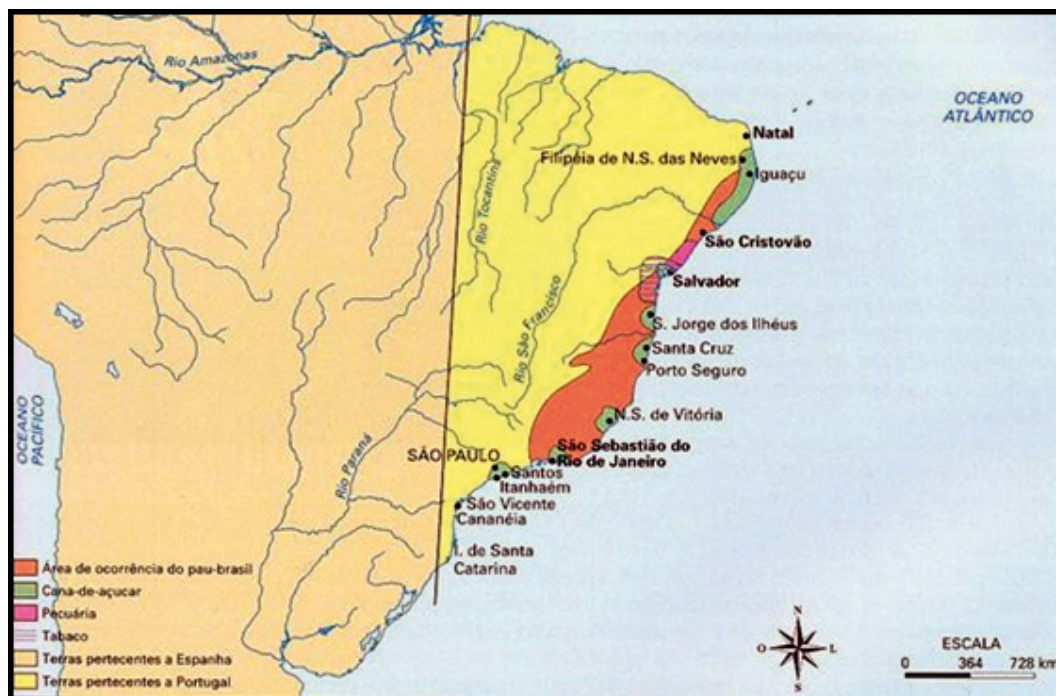 Rio Amazonas
OCEANO
ATLÂNTICO
Natal
Filipéia de N.S. das Neves
Iguaçu
Rio Tocantina
São Cristovão
Salvador
Rio São Francisco
S. Jorge dos Ilhéus
Santa Cruz
Porto Seguro
OCEANO
PACÍFICO
N.S. de Vitória
Rio Paraná
SÃO PAULO
São Sebastião do
Rio de Janeiro
Santos
Itanhaém
São Vicente
Cananéia
I. de Santa
Catarina
Área de ocorrência do pau-brasil
Cana-de-açucar
Pecuária
Tabaco
Terras pertecentes a Espanha
Terras pertecentes a Portugal
N
O
L
S
ESCALA
0 364 728 km